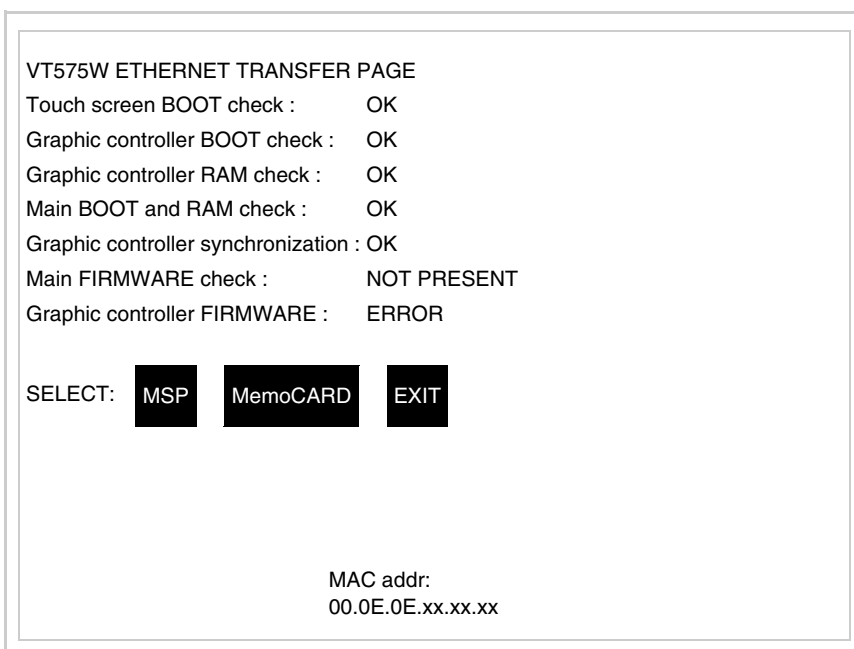 VT575W ETHERNET TRANSFER PAGE
Touch screen BOOT check : OK
Graphic controller BOOT check : OK
Graphic controller RAM check : OK
Main BOOT and RAM check : OK
Graphic controller synchronization : OK
Main FIRMWARE check : NOT PRESENT
Graphic controller FIRMWARE : ERROR
SELECT: MSP MemoCARD EXIT
MAC addr:
00.0E.0E.xx.xx.xx